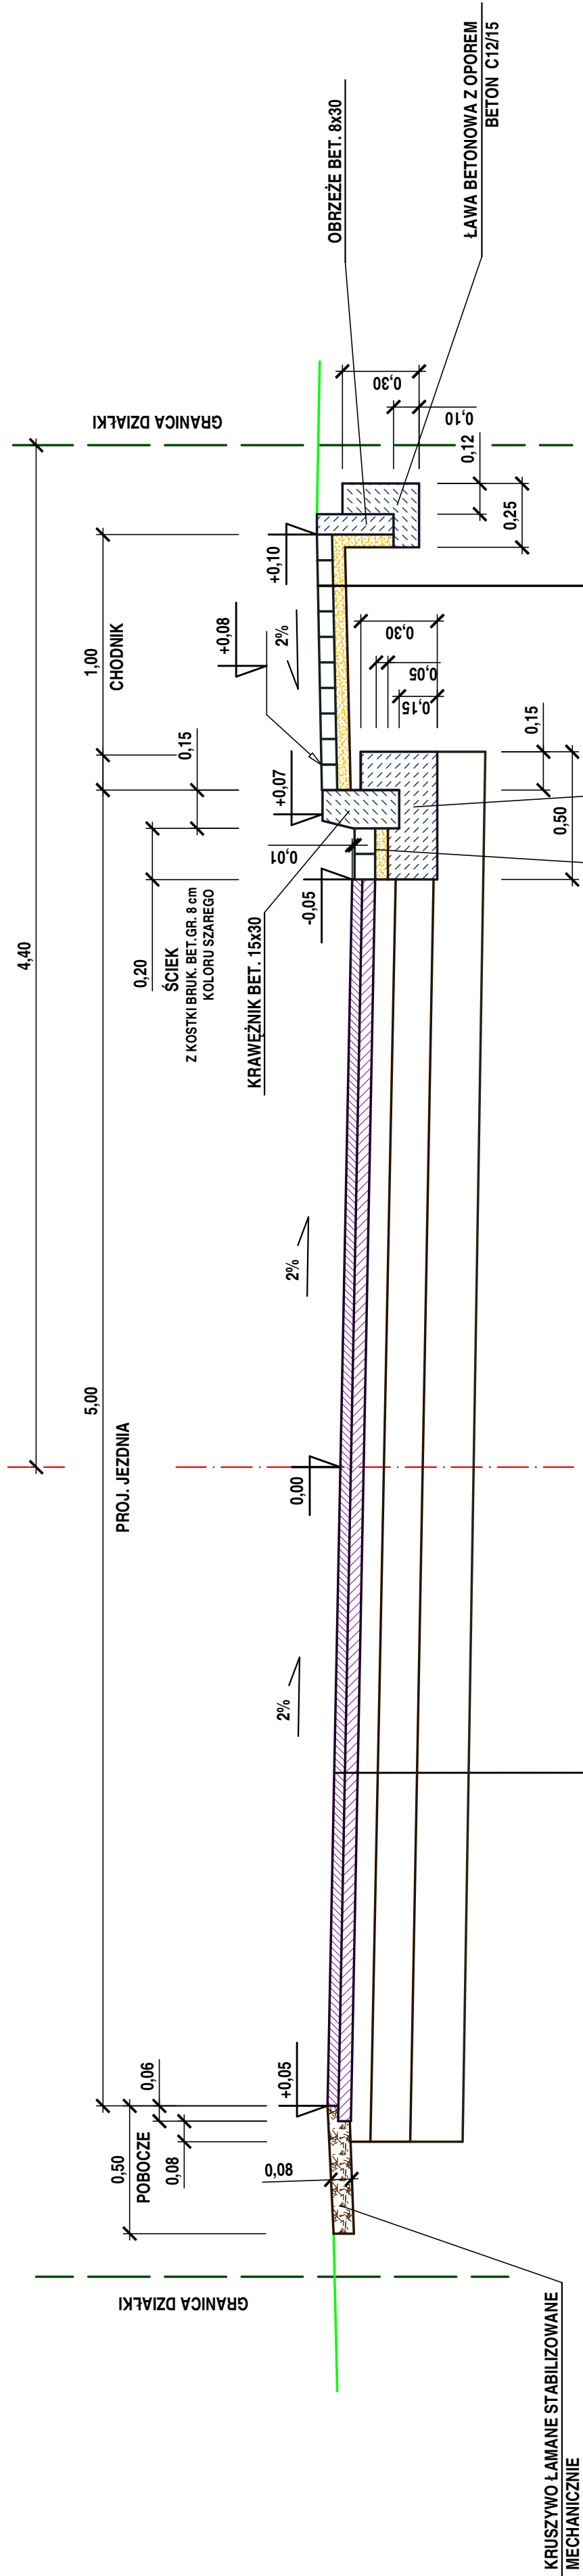 4,40
5,00
PROJ. JEZDNIA
1,00
CHODNIK
0,50
POBOCZE
0,06
0,08
0,08
0,20
ŚCIEK
Z KOSTKI BRUK. BET.GR. 8 cm
KOLORU SZAREGO
0,15
GRANICA DZIAŁKI
GRANICA DZIAŁKI
+0,05
2%
0,00
2%
KRAWĘŻNIK BET. 15x30
-0,05
0,01
+0,07
+0,08
2%
+0,10
OBRZEŻE BET. 8x30
ŁAWA BETONOWA Z OPOREM
BETON C12/15
0,30
0,10
0,12
0,25
0,30
0,05
0,15
0,15
0,50
KRUSZYWO ŁAMANE STABILIZOWANE
MECHANICZNIE